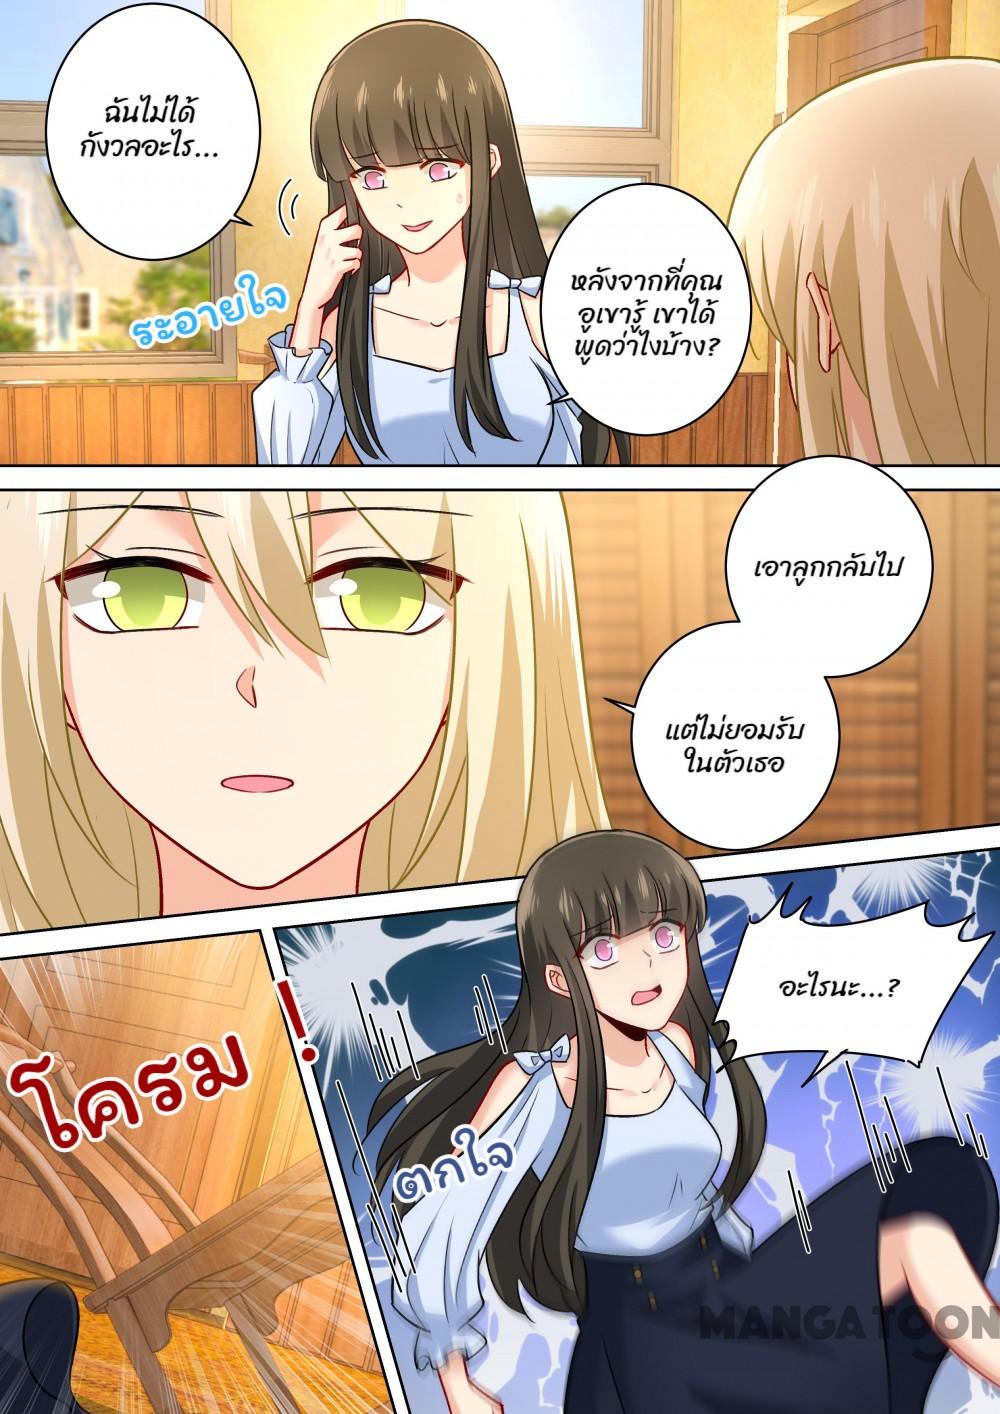 ฉันไม่ได้
กังวลอะไร...
ระอายใจ
หลังจากที่คุณ
อูเขารู้ เขาได้
พูดว่าไงบ้าง?
เอาลูกกลับไป
แต่ไม่ยอมรับ
ในตัวเธอ
โครม !
อะไรนะ...?
ตกใจ
MANGATOON